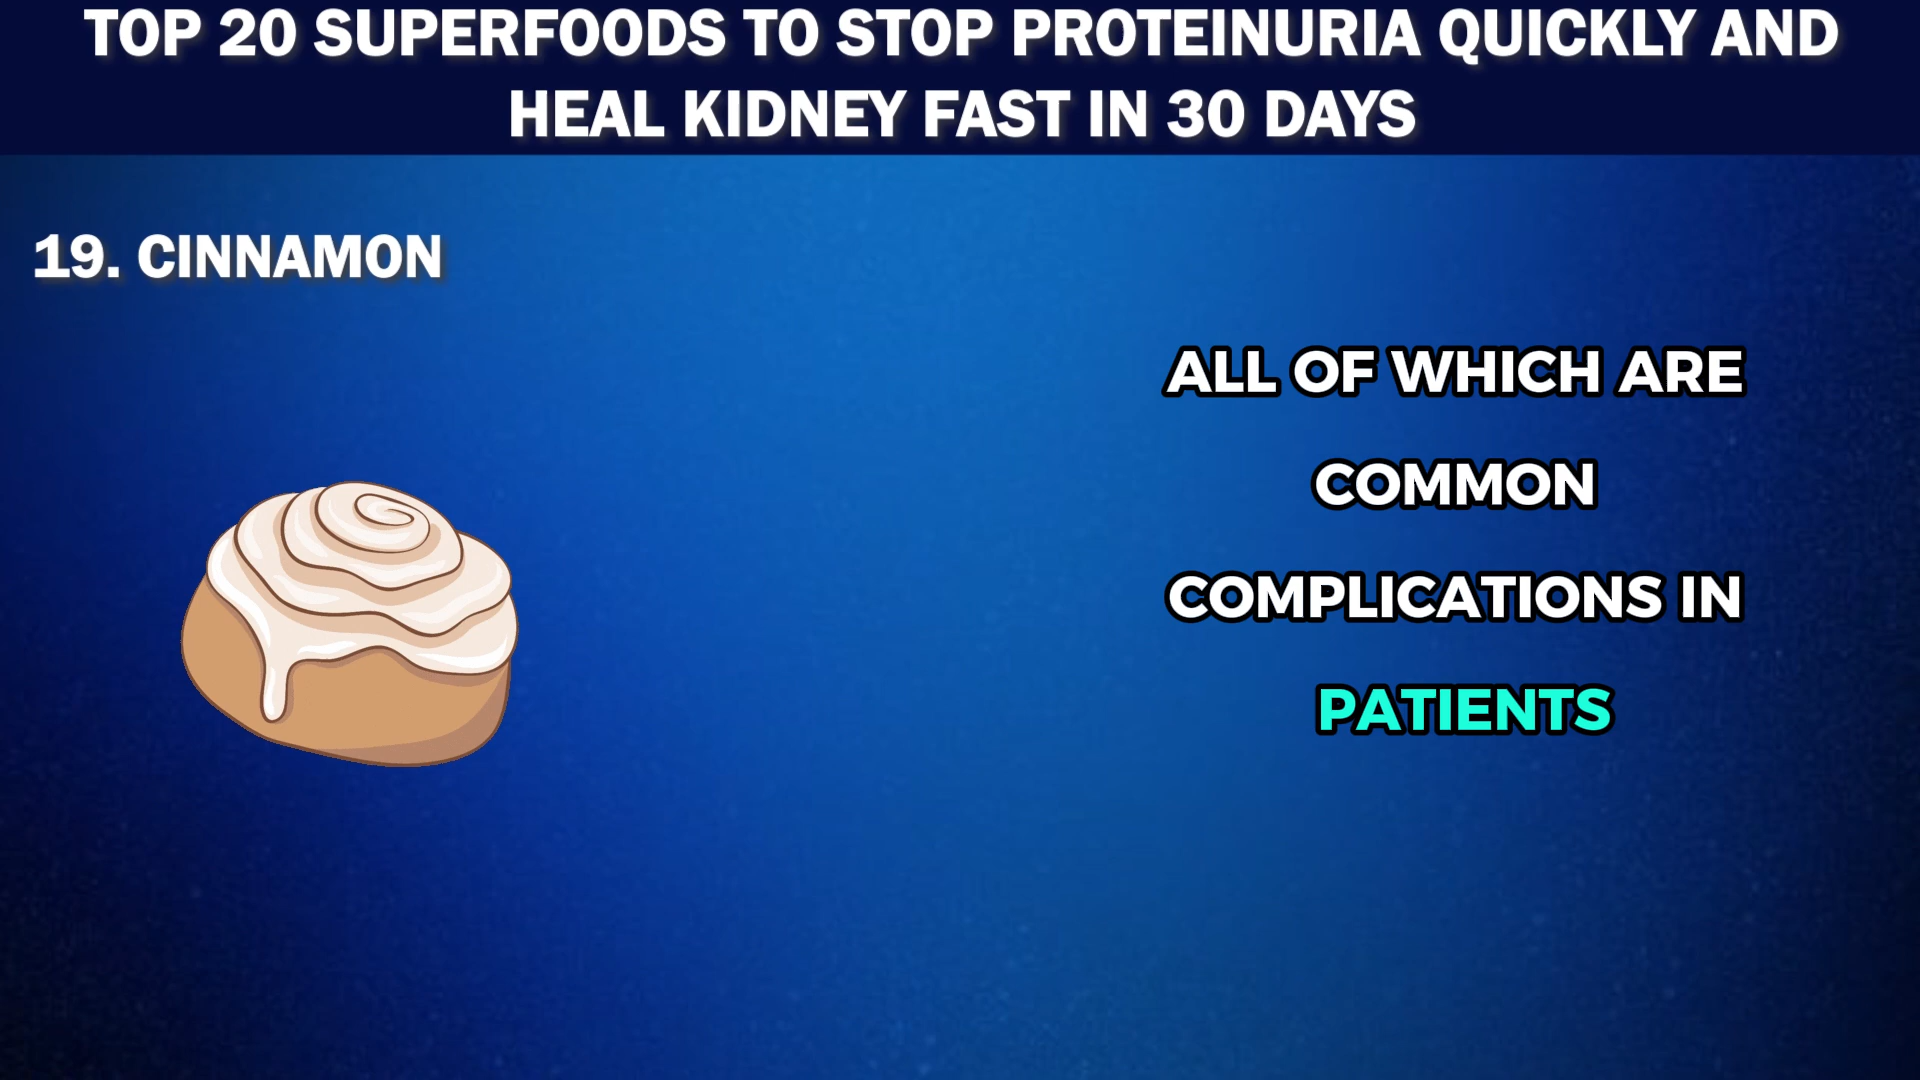 TOP 20 SUPERFOODS TO STOP PROTEINURIA QUICKLY AND
HEAL KIDNEY FAST IN 30 DAYS
19. CINNAMON
ALL OF WHICH ARE
COMMON
COMPLICATIONS IN
PATIENTS